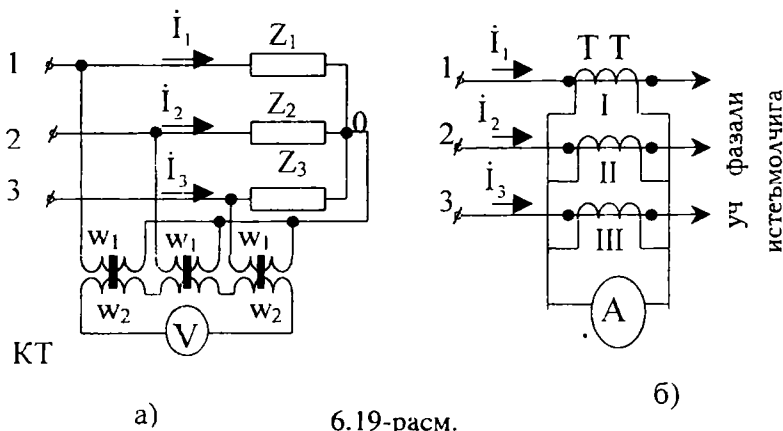 1 İ₁ Z₁
2 İ₂ Z₂ 0
3 İ₃ Z₃
w₁ w₁ w₁
w₂ w₂
V
КТ
а)
İ₁ Т Т
1 I
İ₂
2 II
İ₃
3 III
А
уч фазали
истеъмолчига
б)
6.19-расм.